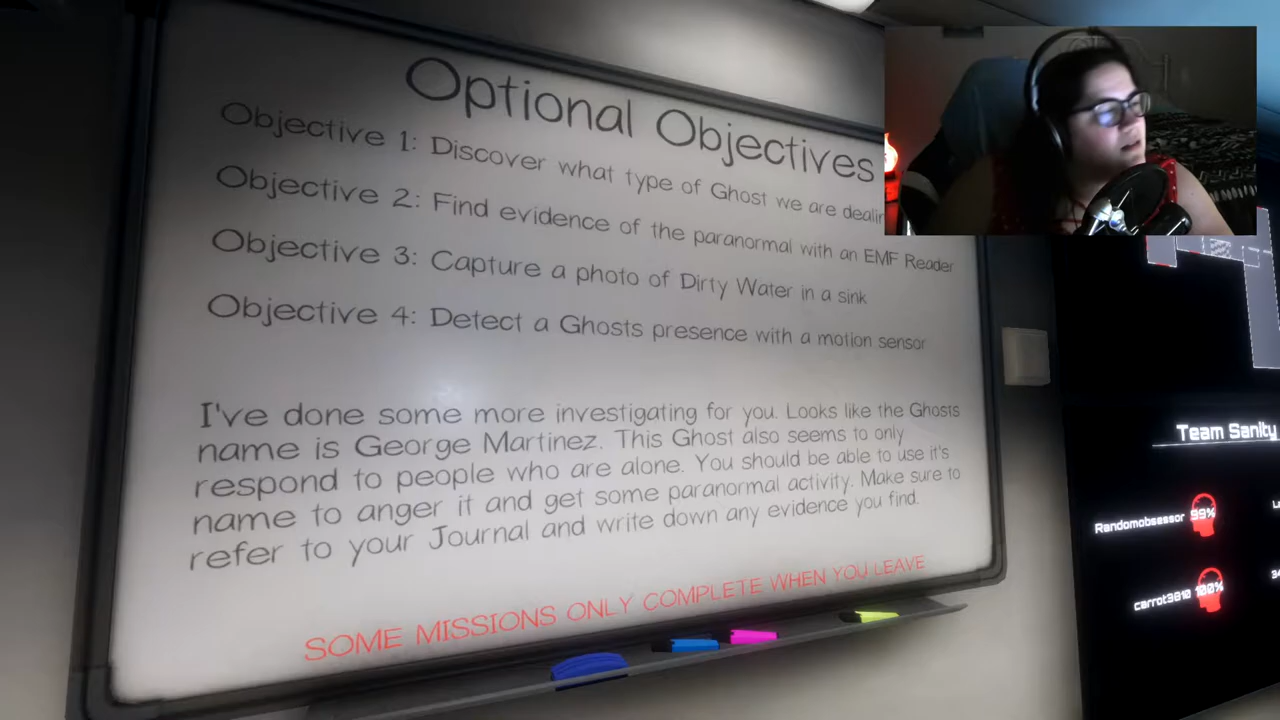 Optional Objectives
Objective 1: Discover what type of Ghost we are
Objective 2: Find evidence of the paranormal with an EMF Reader
Objective 3: Capture a photo of Dirty Water in a sink
Objective 4: Detect a Ghosts presence with a motion sensor
I've done some more investigating for you. Looks like the Ghosts
name is George Martinez. This Ghost also seems to only
respond to people who are alone. You should be able to use it's
name to anger it and get some paranormal activity. Make sure to
refer to your Journal and write down any evidence you find.
SOME MISSIONS ONLY COMPLETE WHEN YOU LEAVE
Team Sanity
Randomobsessor 99%
carrot3810 100%